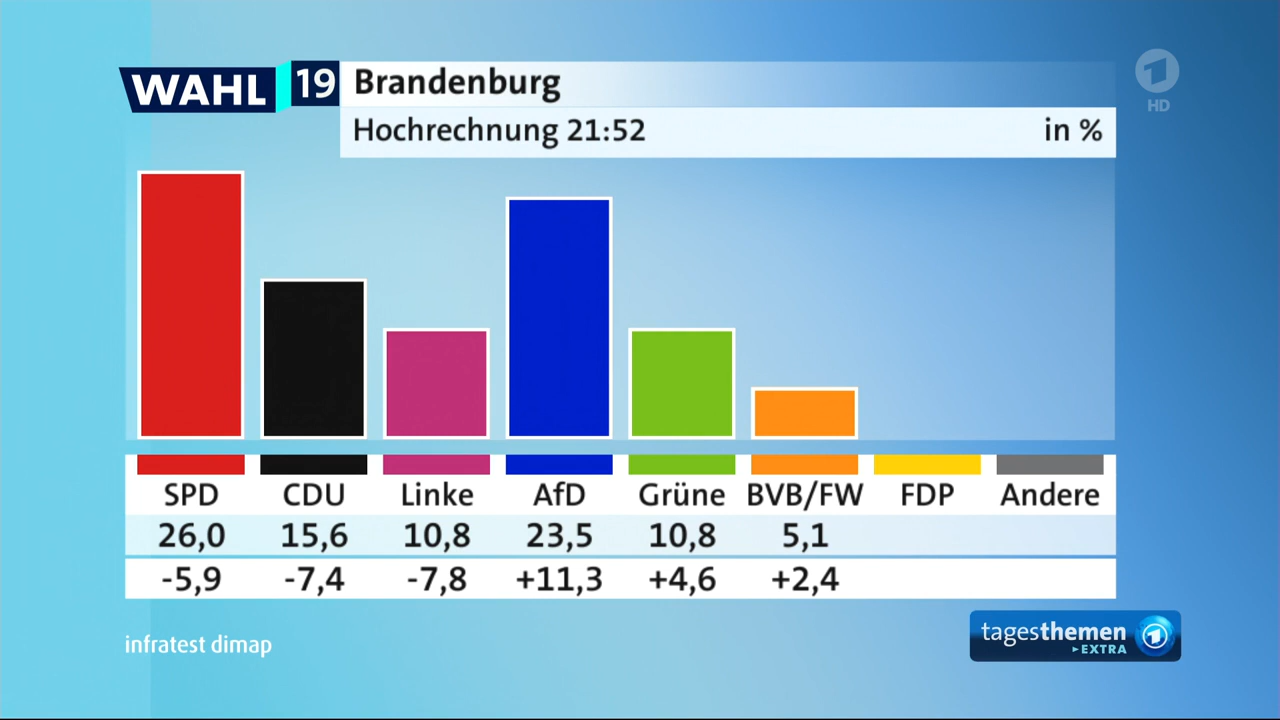 WAHL 19 Brandenburg
Hochrechnung 21:52 in %
1
HD
SPD CDU Linke AfD Grüne BVB/FW FDP Andere
26,0 15,6 10,8 23,5 10,8 5,1
-5,9 -7,4 -7,8 +11,3 +4,6 +2,4
infratest dimap
tagesthemen 1
EXTRA